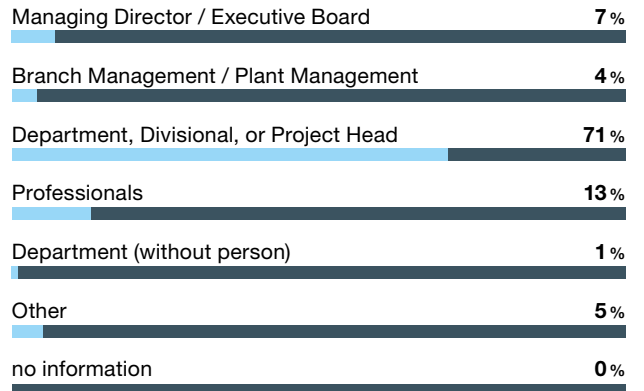 Managing Director / Executive Board 7 %
Branch Management / Plant Management 4 %
Department, Divisional, or Project Head 71 %
Professionals 13 %
Department (without person) 1 %
Other 5 %
no information 0 %